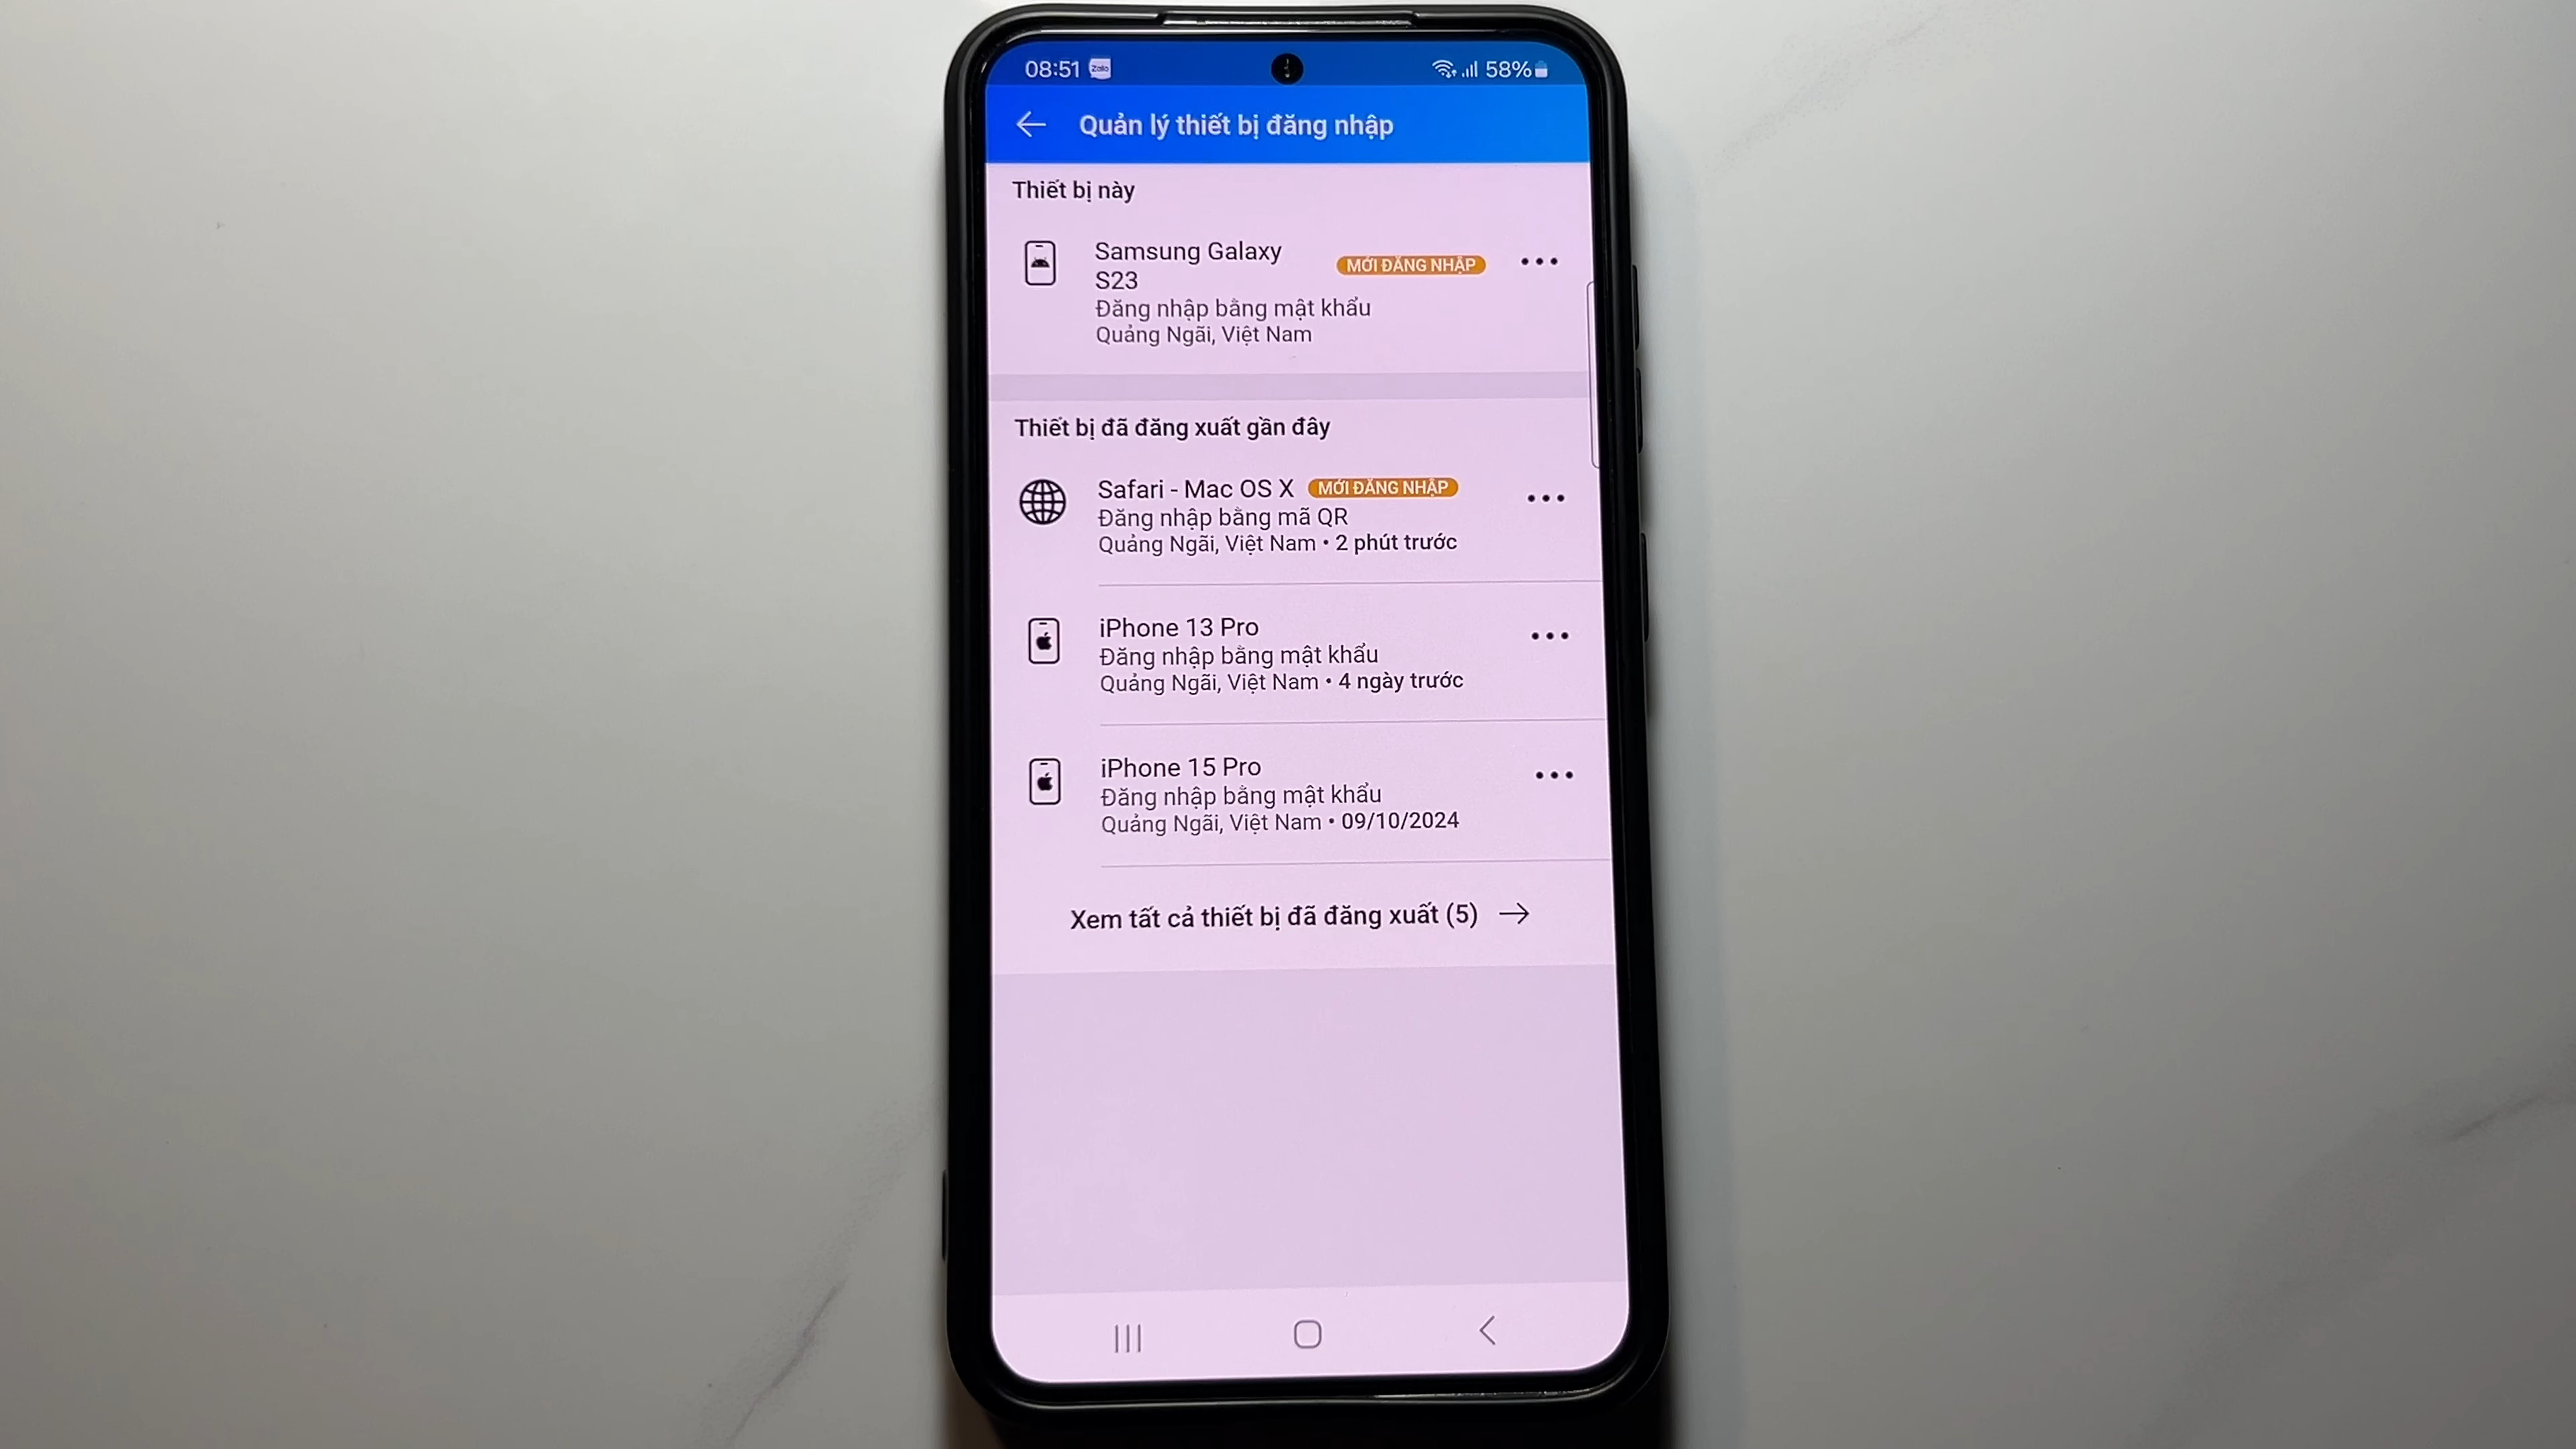 08:51 Zalo 58%
Quản lý thiết bị đăng nhập
Thiết bị này
Samsung Galaxy
S23
MỚI ĐĂNG NHẬP
Đăng nhập bằng mật khẩu
Quảng Ngãi, Việt Nam
Thiết bị đã đăng xuất gần đây
Safari - Mac OS X MỚI ĐĂNG NHẬP
Đăng nhập bằng mã QR
Quảng Ngãi, Việt Nam • 2 phút trước
iPhone 13 Pro
Đăng nhập bằng mật khẩu
Quảng Ngãi, Việt Nam • 4 ngày trước
iPhone 15 Pro
Đăng nhập bằng mật khẩu
Quảng Ngãi, Việt Nam • 09/10/2024
Xem tất cả thiết bị đã đăng xuất (5)